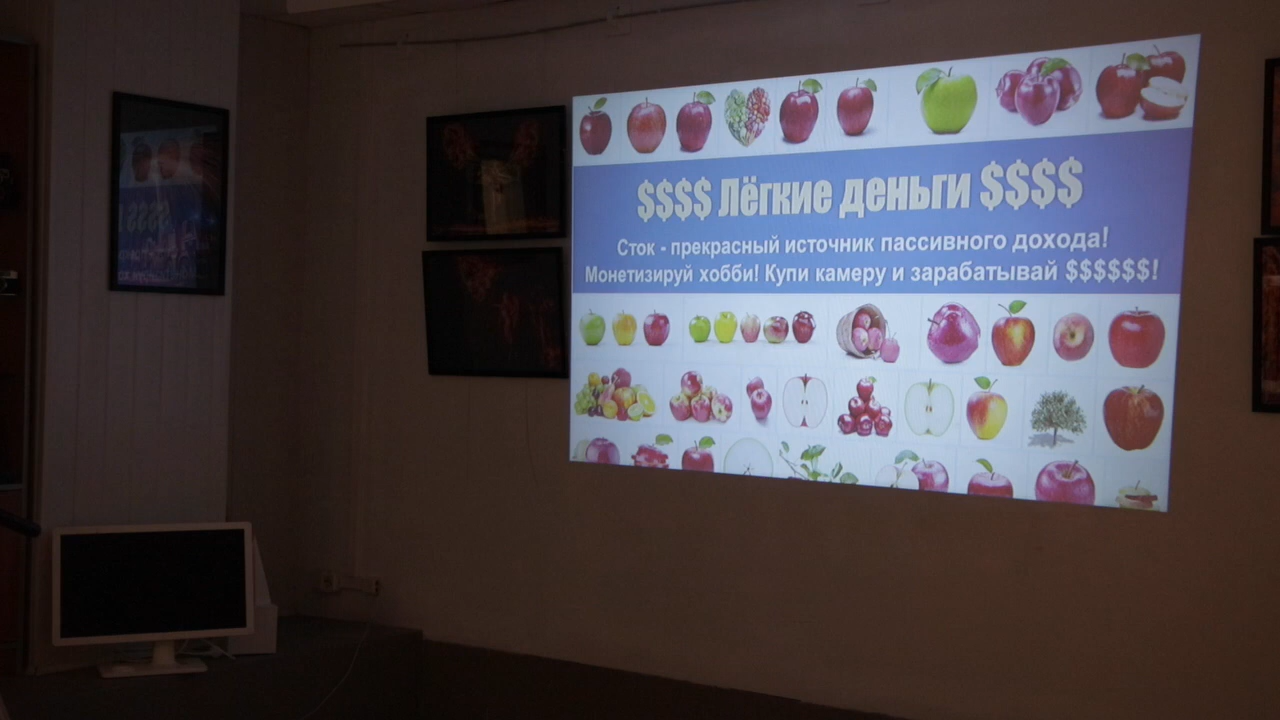 $$$$ Лёгкие деньги $$$$
Сток - прекрасный источник пассивного дохода!
Монетизируй хобби! Купи камеру и зарабатывай $$$$$$!